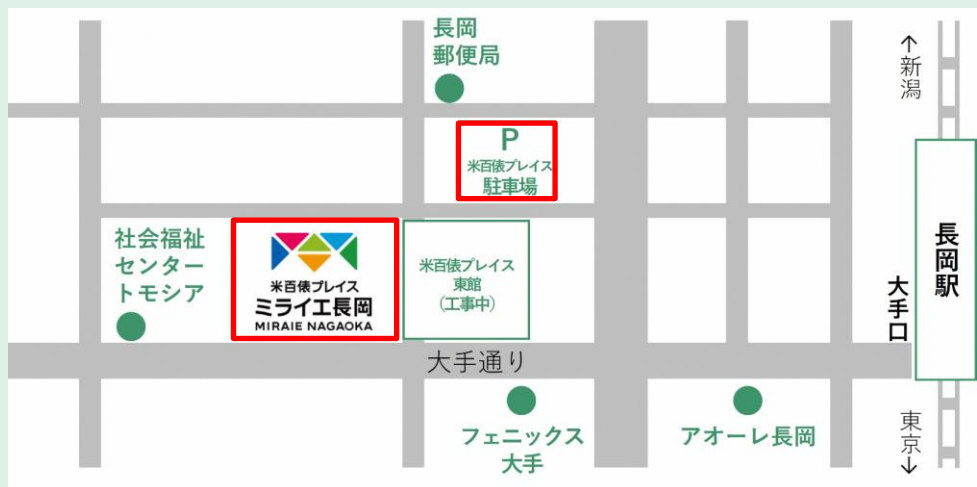 長岡
郵便局
↑新潟
P
米百俵プレイス
駐車場
社会福祉
センター
トモシア
米百俵プレイス
ミライエ長岡
MIRAIE NAGAOKA
米百俵プレイス
東館
（工事中）
長岡駅
大手口
大手通り
フェニックス
大手
アオーレ長岡
東京↓